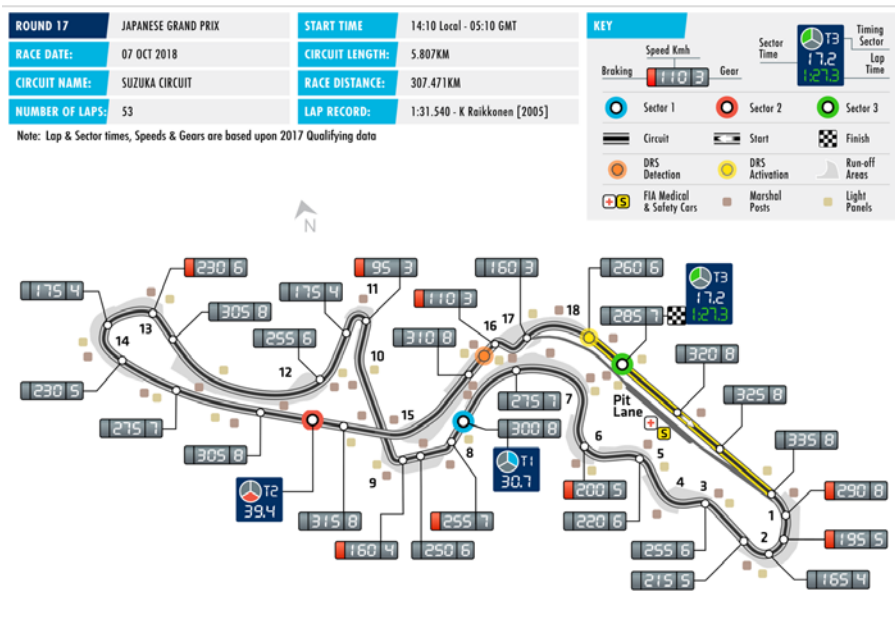 ROUND 17 JAPANESE GRAND PRIX START TIME 14:10 Local - 05:10 GMT
RACE DATE: 07 OCT 2018 CIRCUIT LENGTH: 5.807KM
CIRCUIT NAME: SUZUKA CIRCUIT RACE DISTANCE: 307.471KM
NUMBER OF LAPS: 53 LAP RECORD: 1:31.540 - K Raikkonen [2005]
Note: Lap & Sector times, Speeds & Gears are based upon 2017 Qualifying data
KEY
Speed Kmh
Braking 110 3 Gear
Sector Time
T3
17.2
1:27.3
Timing Sector
Lap Time
Sector 1 Sector 2 Sector 3
Circuit Start Finish
DRS Detection
DRS Activation
Run-off Areas
S
FIA Medical & Safety Cars
Marshal Posts
Light Panels
N
230 6
95 3
160 3
260 6
175 4
175 4
11
110 3
17
18
T3
17.2
1:27.3
13
305 8
16
285 7
14
255 6
310 8
10
320 8
12
230 5
275 7
325 8
7
Pit Lane
15
300 8
275 7
S
335 8
6
305 8
8
5
9
T1
30.7
T2
39.4
200 5
4
3
290 8
1
315 8
255 7
220 6
2
195 5
160 4
250 6
255 6
215 5
165 4